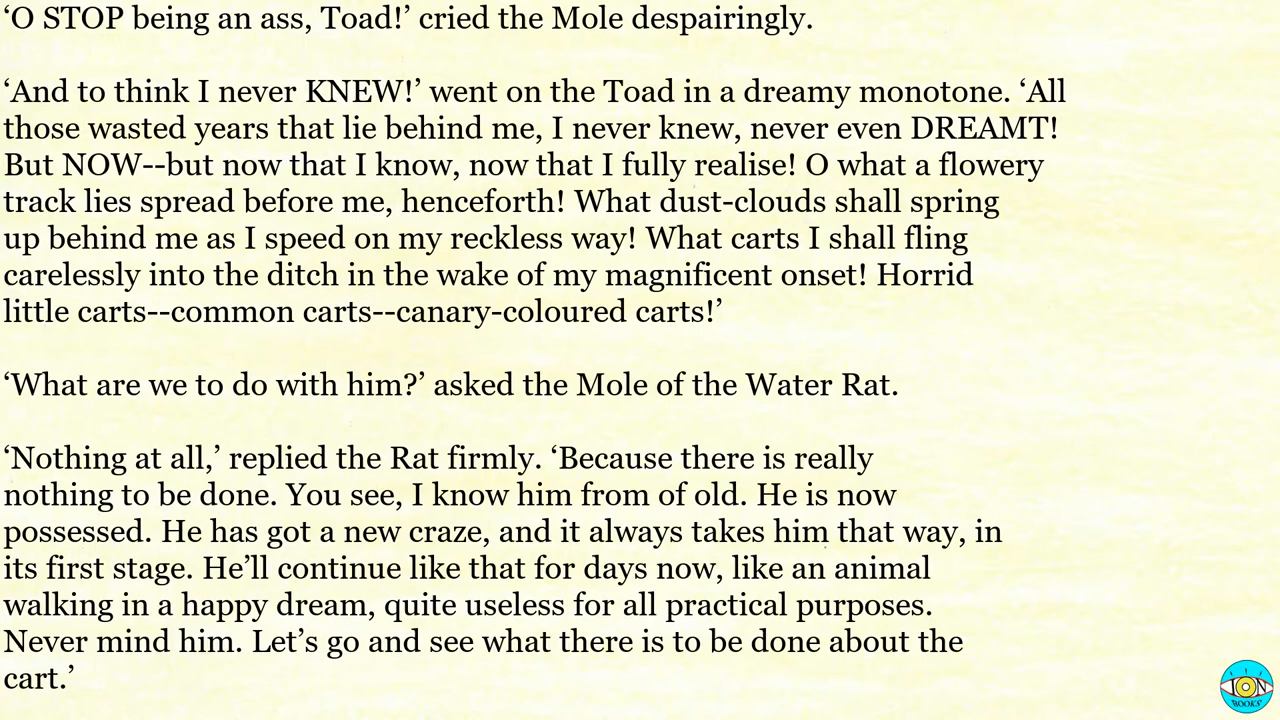 ‘O STOP being an ass, Toad!’ cried the Mole despairingly.
‘And to think I never KNEW!’ went on the Toad in a dreamy monotone. ‘All
those wasted years that lie behind me, I never knew, never even DREAMT!
But NOW--but now that I know, now that I fully realise! O what a flowery
track lies spread before me, henceforth! What dust-clouds shall spring
up behind me as I speed on my reckless way! What carts I shall fling
carelessly into the ditch in the wake of my magnificent onset! Horrid
little carts--common carts--canary-coloured carts!’
‘What are we to do with him?’ asked the Mole of the Water Rat.
‘Nothing at all,’ replied the Rat firmly. ‘Because there is really
nothing to be done. You see, I know him from of old. He is now
possessed. He has got a new craze, and it always takes him that way, in
its first stage. He’ll continue like that for days now, like an animal
walking in a happy dream, quite useless for all practical purposes.
Never mind him. Let’s go and see what there is to be done about the
cart.’
ION
BOOKS